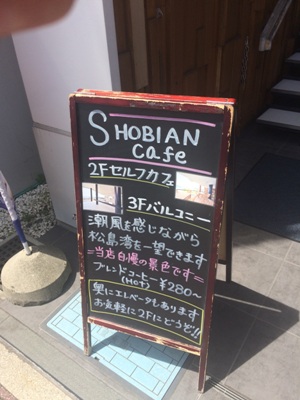 SHOBIAN
Cafe
2Fセルフカフェ
3Fバルコニー
潮風を感じながら
松島湾を一望できます
=当店自慢の景色です=
ブレンドコーヒー ¥280～
(HOT)
奥にエレベータあります
お気軽に2Fにどうぞ!!